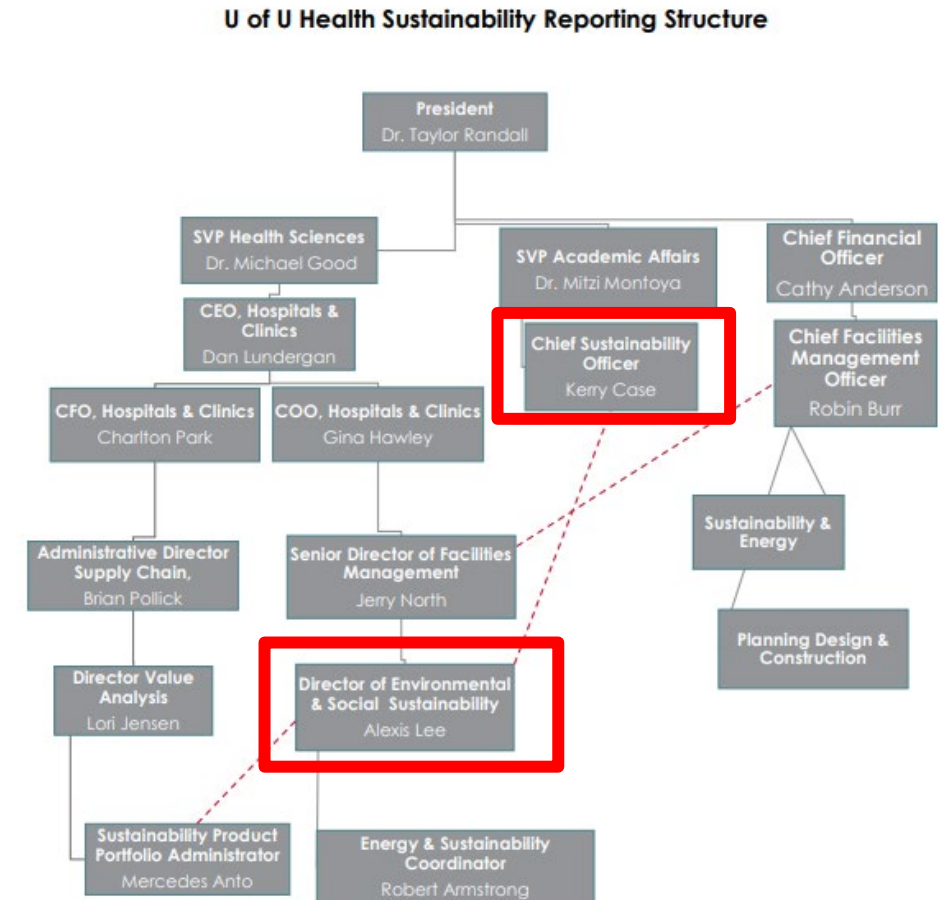 U of U Health Sustainability Reporting Structure
President
Dr. Taylor Randall
SVP Health Sciences
Dr. Michael Good
SVP Academic Affairs
Dr. Mitzi Montoya
Chief Financial
Officer
Cathy Anderson
CEO, Hospitals &
Clinics
Dan Lundergan
Chief Sustainability
Officer
Kerry Case
Chief Facilities
Management
Officer
Robin Burr
CFO, Hospitals & Clinics
Charlton Park
COO, Hospitals & Clinics
Gina Hawley
Sustainability &
Energy
Administrative Director
Supply Chain,
Brian Pollick
Senior Director of Facilities
Management
Jerry North
Planning Design &
Construction
Director Value
Analysis
Lori Jensen
Director of Environmental
& Social Sustainability
Alexis Lee
Sustainability Product
Portfolio Administrator
Mercedes Anto
Energy & Sustainability
Coordinator
Robert Armstrong